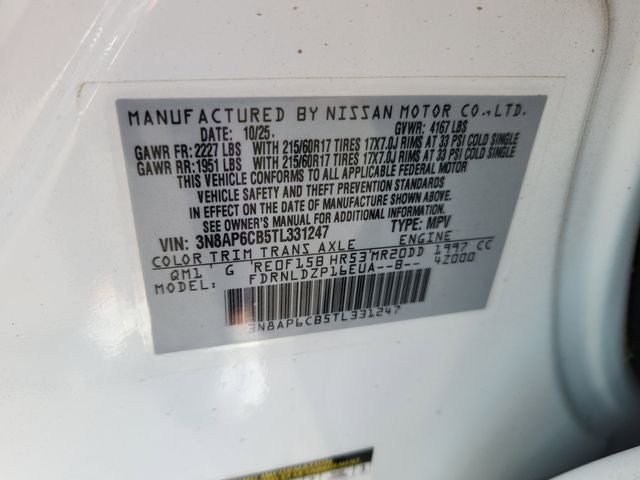 MANUFACTURED BY NISSAN MOTOR CO.,LTD.
DATE: 10/25. GVWR: 4167 LBS
GAWR FR: 2227 LBS WITH 215/60R17 TIRES 17X7.0J RIMS AT 33 PSI COLD SINGLE
GAWR RR: 1951 LBS WITH 215/60R17 TIRES 17X7.0J RIMS AT 33 PSI COLD SINGLE
THIS VEHICLE CONFORMS TO ALL APPLICABLE FEDERAL MOTOR
VEHICLE SAFETY AND THEFT PREVENTION STANDARDS
IN EFFECT ON THE DATE OF MANUFACTURE SHOWN ABOVE.
SEE OWNER'S MANUAL FOR ADDITIONAL INFORMATION
VIN: 3N8AP6CB5TL331247 TYPE: MPV
COLOR TRIM TRANS AXLE ENGINE
QM1 G RE0F15B HR53 MR20DD 1997 CC
FDRNLDZP16EUA--B-- 42000
3N8AP6CB5TL331247